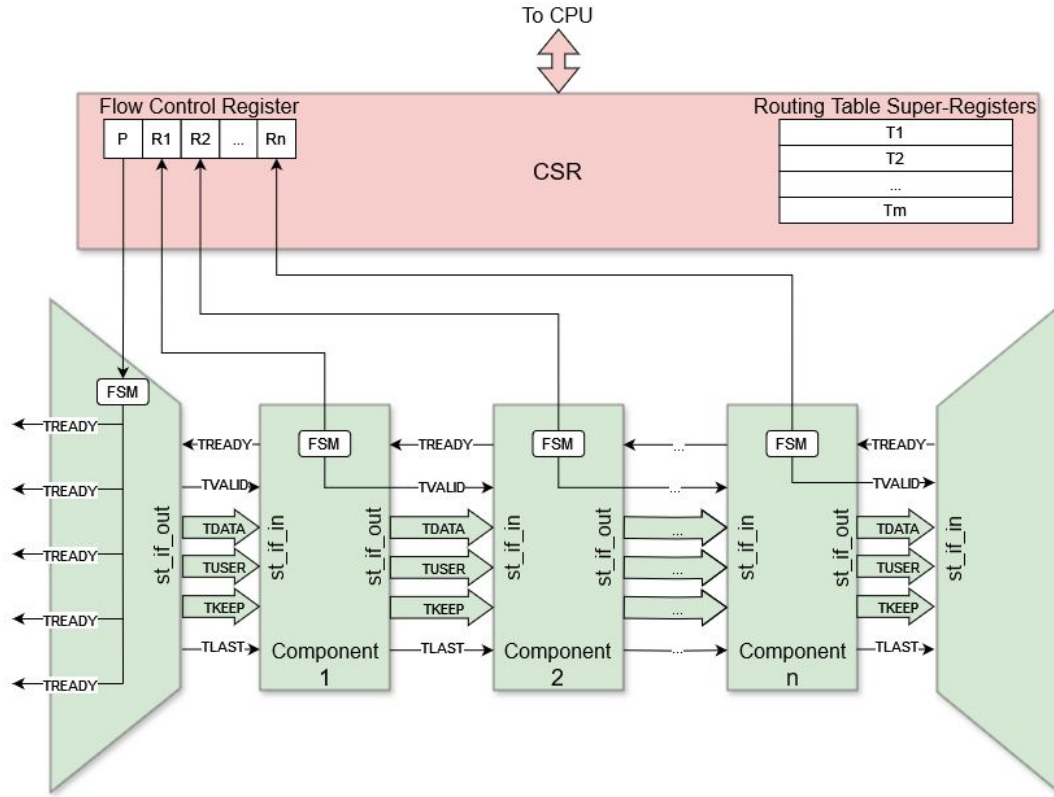 To CPU
Flow Control Register
Routing Table Super-Registers
P R1 R2 ... Rn
T1
T2
...
Tm
CSR
FSM
TREADY
TREADY
TREADY
TREADY
TREADY
st_if_out
TREADY
TVALID
TDATA
TUSER
TKEEP
TLAST
st_if_in
FSM
Component
1
st_if_out
TREADY
TVALID
TDATA
TUSER
TKEEP
TLAST
st_if_in
FSM
Component
2
st_if_out
...
...
...
...
...
...
st_if_in
FSM
Component
n
st_if_out
TREADY
TVALID
TDATA
TUSER
TKEEP
TLAST
st_if_in